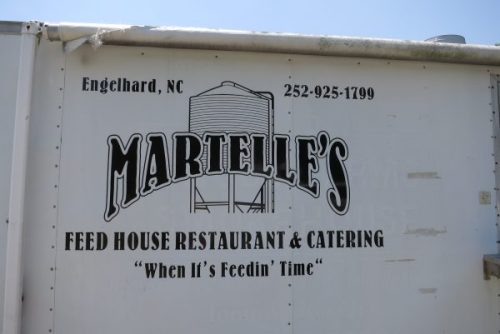 Engelhard, NC 252-925-1799
MARTELLE'S
FEED HOUSE RESTAURANT & CATERING
"When It's Feedin' Time"